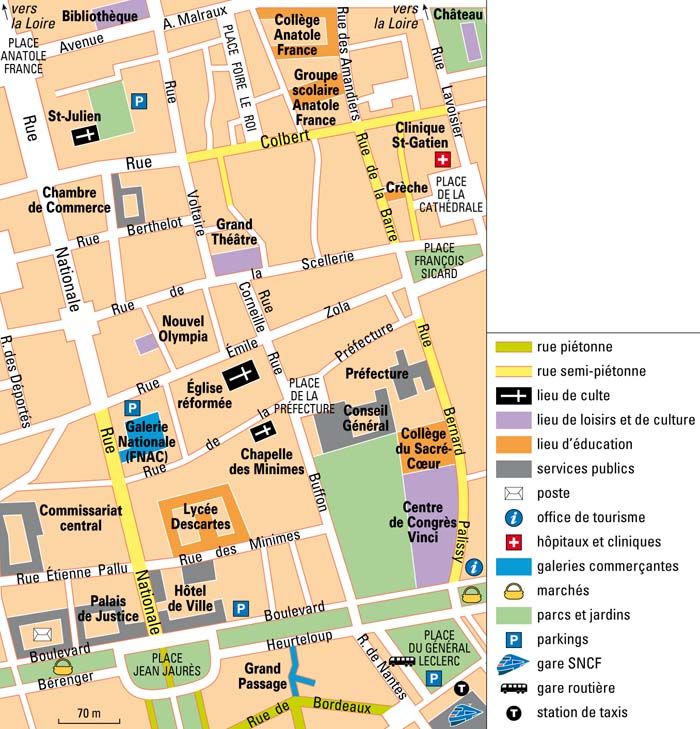 vers
la Loire
Bibliothèque
A. Malraux
Avenue
PLACE
ANATOLE
FRANCE
PLACE FOIRE LE ROI
Collège
Anatole
France
Rue des Amandiers
vers
la Loire
Château
Groupe
scolaire
Anatole
France
Rue Lavoisier
St-Julien
P
Rue
Rue
Rue Colbert
Clinique
St-Gatien
Chambre
de Commerce
Voltaire
Rue de la Barre
Crèche
PLACE
DE LA
CATHÉDRALE
Rue Berthelot
Grand
Théâtre
Nationale
Rue de la Scellerie
PLACE
FRANÇOIS
SICARD
Rue Corneille
Nouvel
Olympia
Rue Émile Zola
R. des Déportés
Rue
Préfecture
Église
réformée
PLACE
DE LA
PRÉFECTURE
Préfecture
P
Galerie
Nationale
(FNAC)
Rue de la
Conseil
Général
Chapelle
des Minimes
Collège
du Sacré-
Cœur
Rue Bernard Palissy
Rue Buffon
Commissariat
central
Lycée
Descartes
Centre
de Congrès
Vinci
Rue des Minimes
Rue Étienne Pallu
Rue Nationale
Hôtel
de Ville
P
Palais
de Justice
i
Boulevard Heurteloup
Boulevard Bérenger
PLACE
JEAN JAURÈS
Grand
Passage
R. de Nantes
PLACE
DU GÉNÉRAL
LECLERC
P
T
Rue de Bordeaux
70 m
rue piétonne
rue semi-piétonne
lieu de culte
lieu de loisirs et de culture
lieu d'éducation
services publics
poste
i office de tourisme
hôpitaux et cliniques
galeries commerçantes
marchés
parcs et jardins
P parkings
gare SNCF
gare routière
T station de taxis